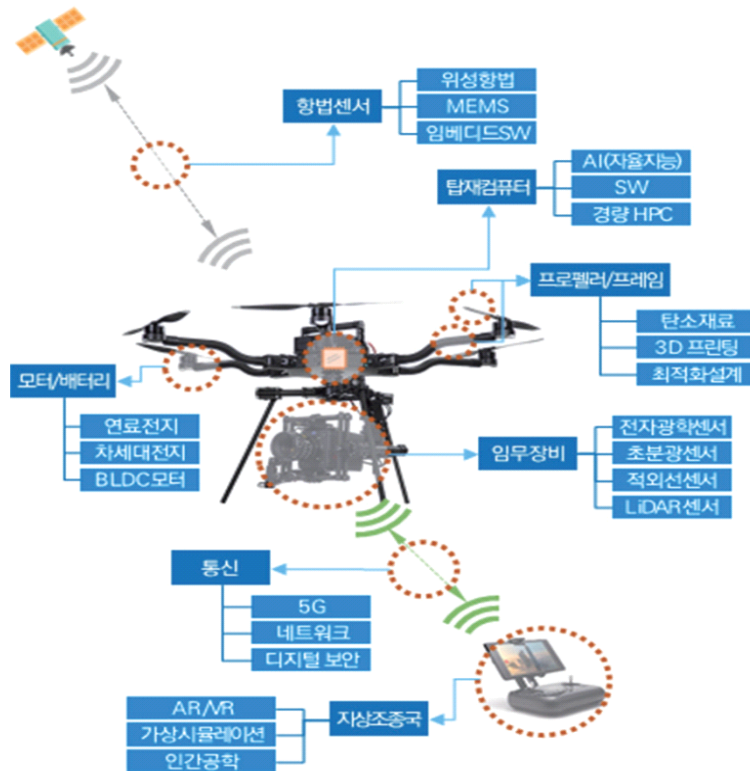 항법센서
위성항법
MEMS
임베디드SW
탑재컴퓨터
AI(자율지능)
SW
경량 HPC
프로펠러/프레임
탄소재료
3D 프린팅
최적화설계
모터/배터리
연료전지
차세대전지
BLDC모터
임무장비
전자광학센서
초분광센서
적외선센서
LiDAR 센서
통신
5G
네트워크
디지털 보안
지상조종국
AR/VR
가상시뮬레이션
인간공학